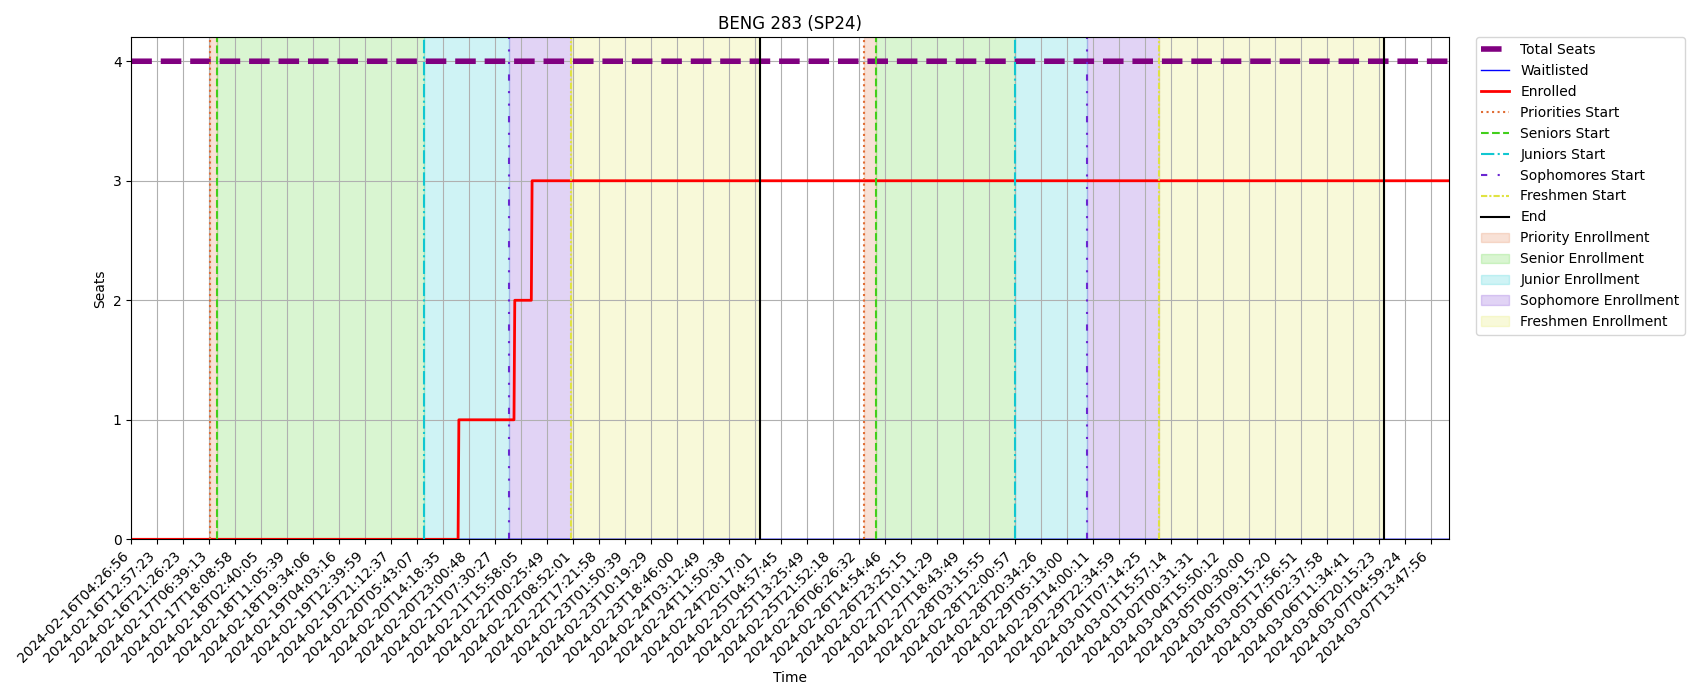 BENG 283 (SP24)
Seats
4
3
2
1
0
2024-02-16T04:26:56
2024-02-16T12:57:23
2024-02-16T21:26:23
2024-02-17T06:39:13
2024-02-17T18:08:58
2024-02-18T02:40:05
2024-02-18T11:05:39
2024-02-18T19:34:06
2024-02-19T04:03:16
2024-02-19T12:39:59
2024-02-19T21:12:37
2024-02-20T05:43:07
2024-02-20T14:18:35
2024-02-20T23:00:48
2024-02-21T07:30:27
2024-02-21T15:58:05
2024-02-22T00:25:49
2024-02-22T08:52:01
2024-02-22T17:21:58
2024-02-23T01:50:39
2024-02-23T10:19:29
2024-02-23T18:46:00
2024-02-24T03:12:49
2024-02-24T11:50:38
2024-02-24T20:17:01
2024-02-25T04:57:45
2024-02-25T13:25:49
2024-02-25T21:52:18
2024-02-26T06:26:32
2024-02-26T14:54:46
2024-02-26T23:25:15
2024-02-27T10:11:29
2024-02-27T18:43:49
2024-02-28T03:15:55
2024-02-28T12:00:57
2024-02-28T20:34:26
2024-02-29T05:13:00
2024-02-29T14:00:11
2024-02-29T22:34:59
2024-03-01T07:14:25
2024-03-01T15:57:14
2024-03-02T00:31:31
2024-03-04T15:50:12
2024-03-05T00:30:00
2024-03-05T09:15:20
2024-03-05T17:56:51
2024-03-06T02:37:58
2024-03-06T11:34:41
2024-03-06T20:15:23
2024-03-07T04:59:24
2024-03-07T13:47:56
Time
Total Seats
Waitlisted
Enrolled
Priorities Start
Seniors Start
Juniors Start
Sophomores Start
Freshmen Start
End
Priority Enrollment
Senior Enrollment
Junior Enrollment
Sophomore Enrollment
Freshmen Enrollment